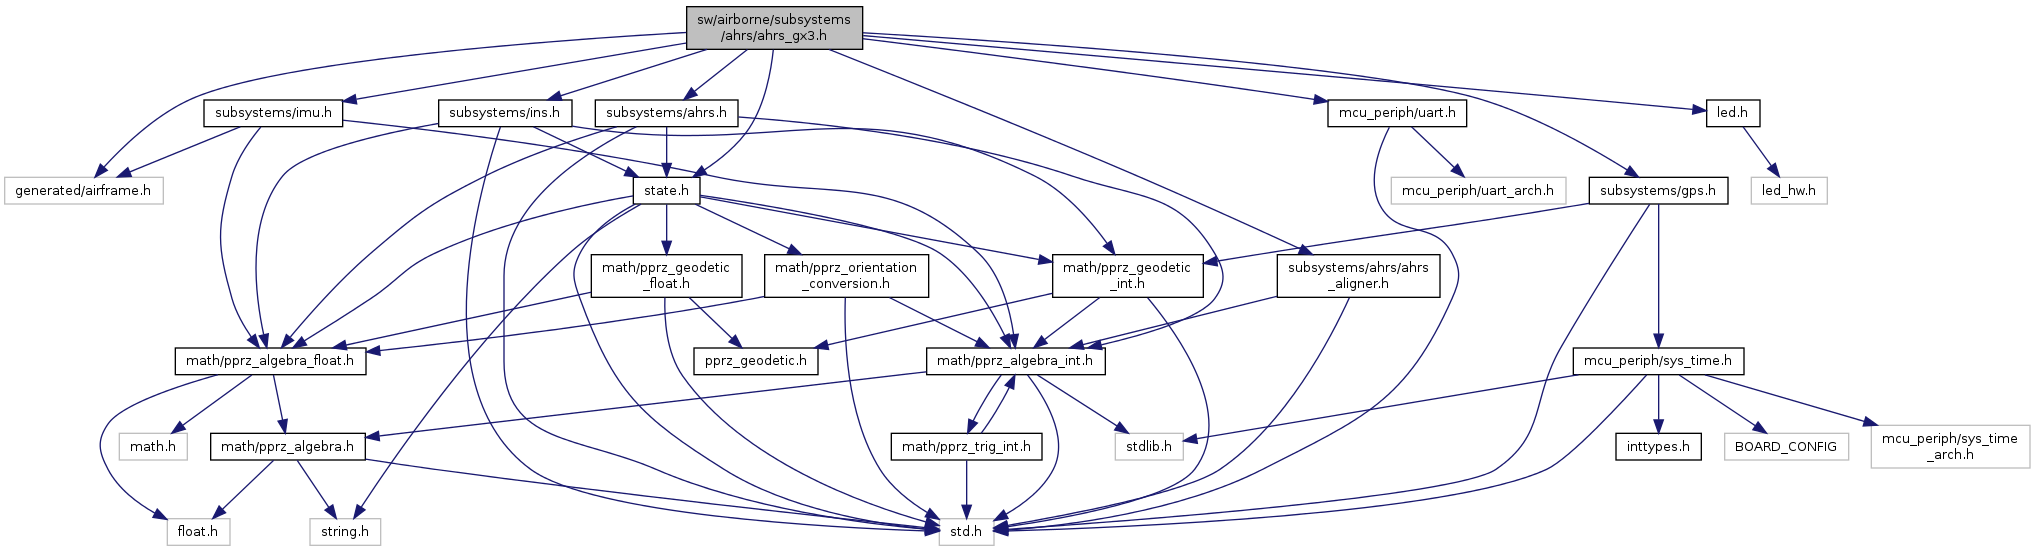 sw/airborne/subsystems
/ahrs/ahrs_gx3.h
subsystems/imu.h
subsystems/ins.h
subsystems/ahrs.h
mcu_periph/uart.h
led.h
generated/airframe.h
state.h
mcu_periph/uart_arch.h
subsystems/gps.h
led_hw.h
math/pprz_geodetic
_float.h
math/pprz_orientation
_conversion.h
math/pprz_geodetic
_int.h
subsystems/ahrs/ahrs
_aligner.h
math/pprz_algebra_float.h
pprz_geodetic.h
math/pprz_algebra_int.h
mcu_periph/sys_time.h
math.h
math/pprz_algebra.h
math/pprz_trig_int.h
stdlib.h
inttypes.h
BOARD_CONFIG
mcu_periph/sys_time
_arch.h
float.h
string.h
std.h